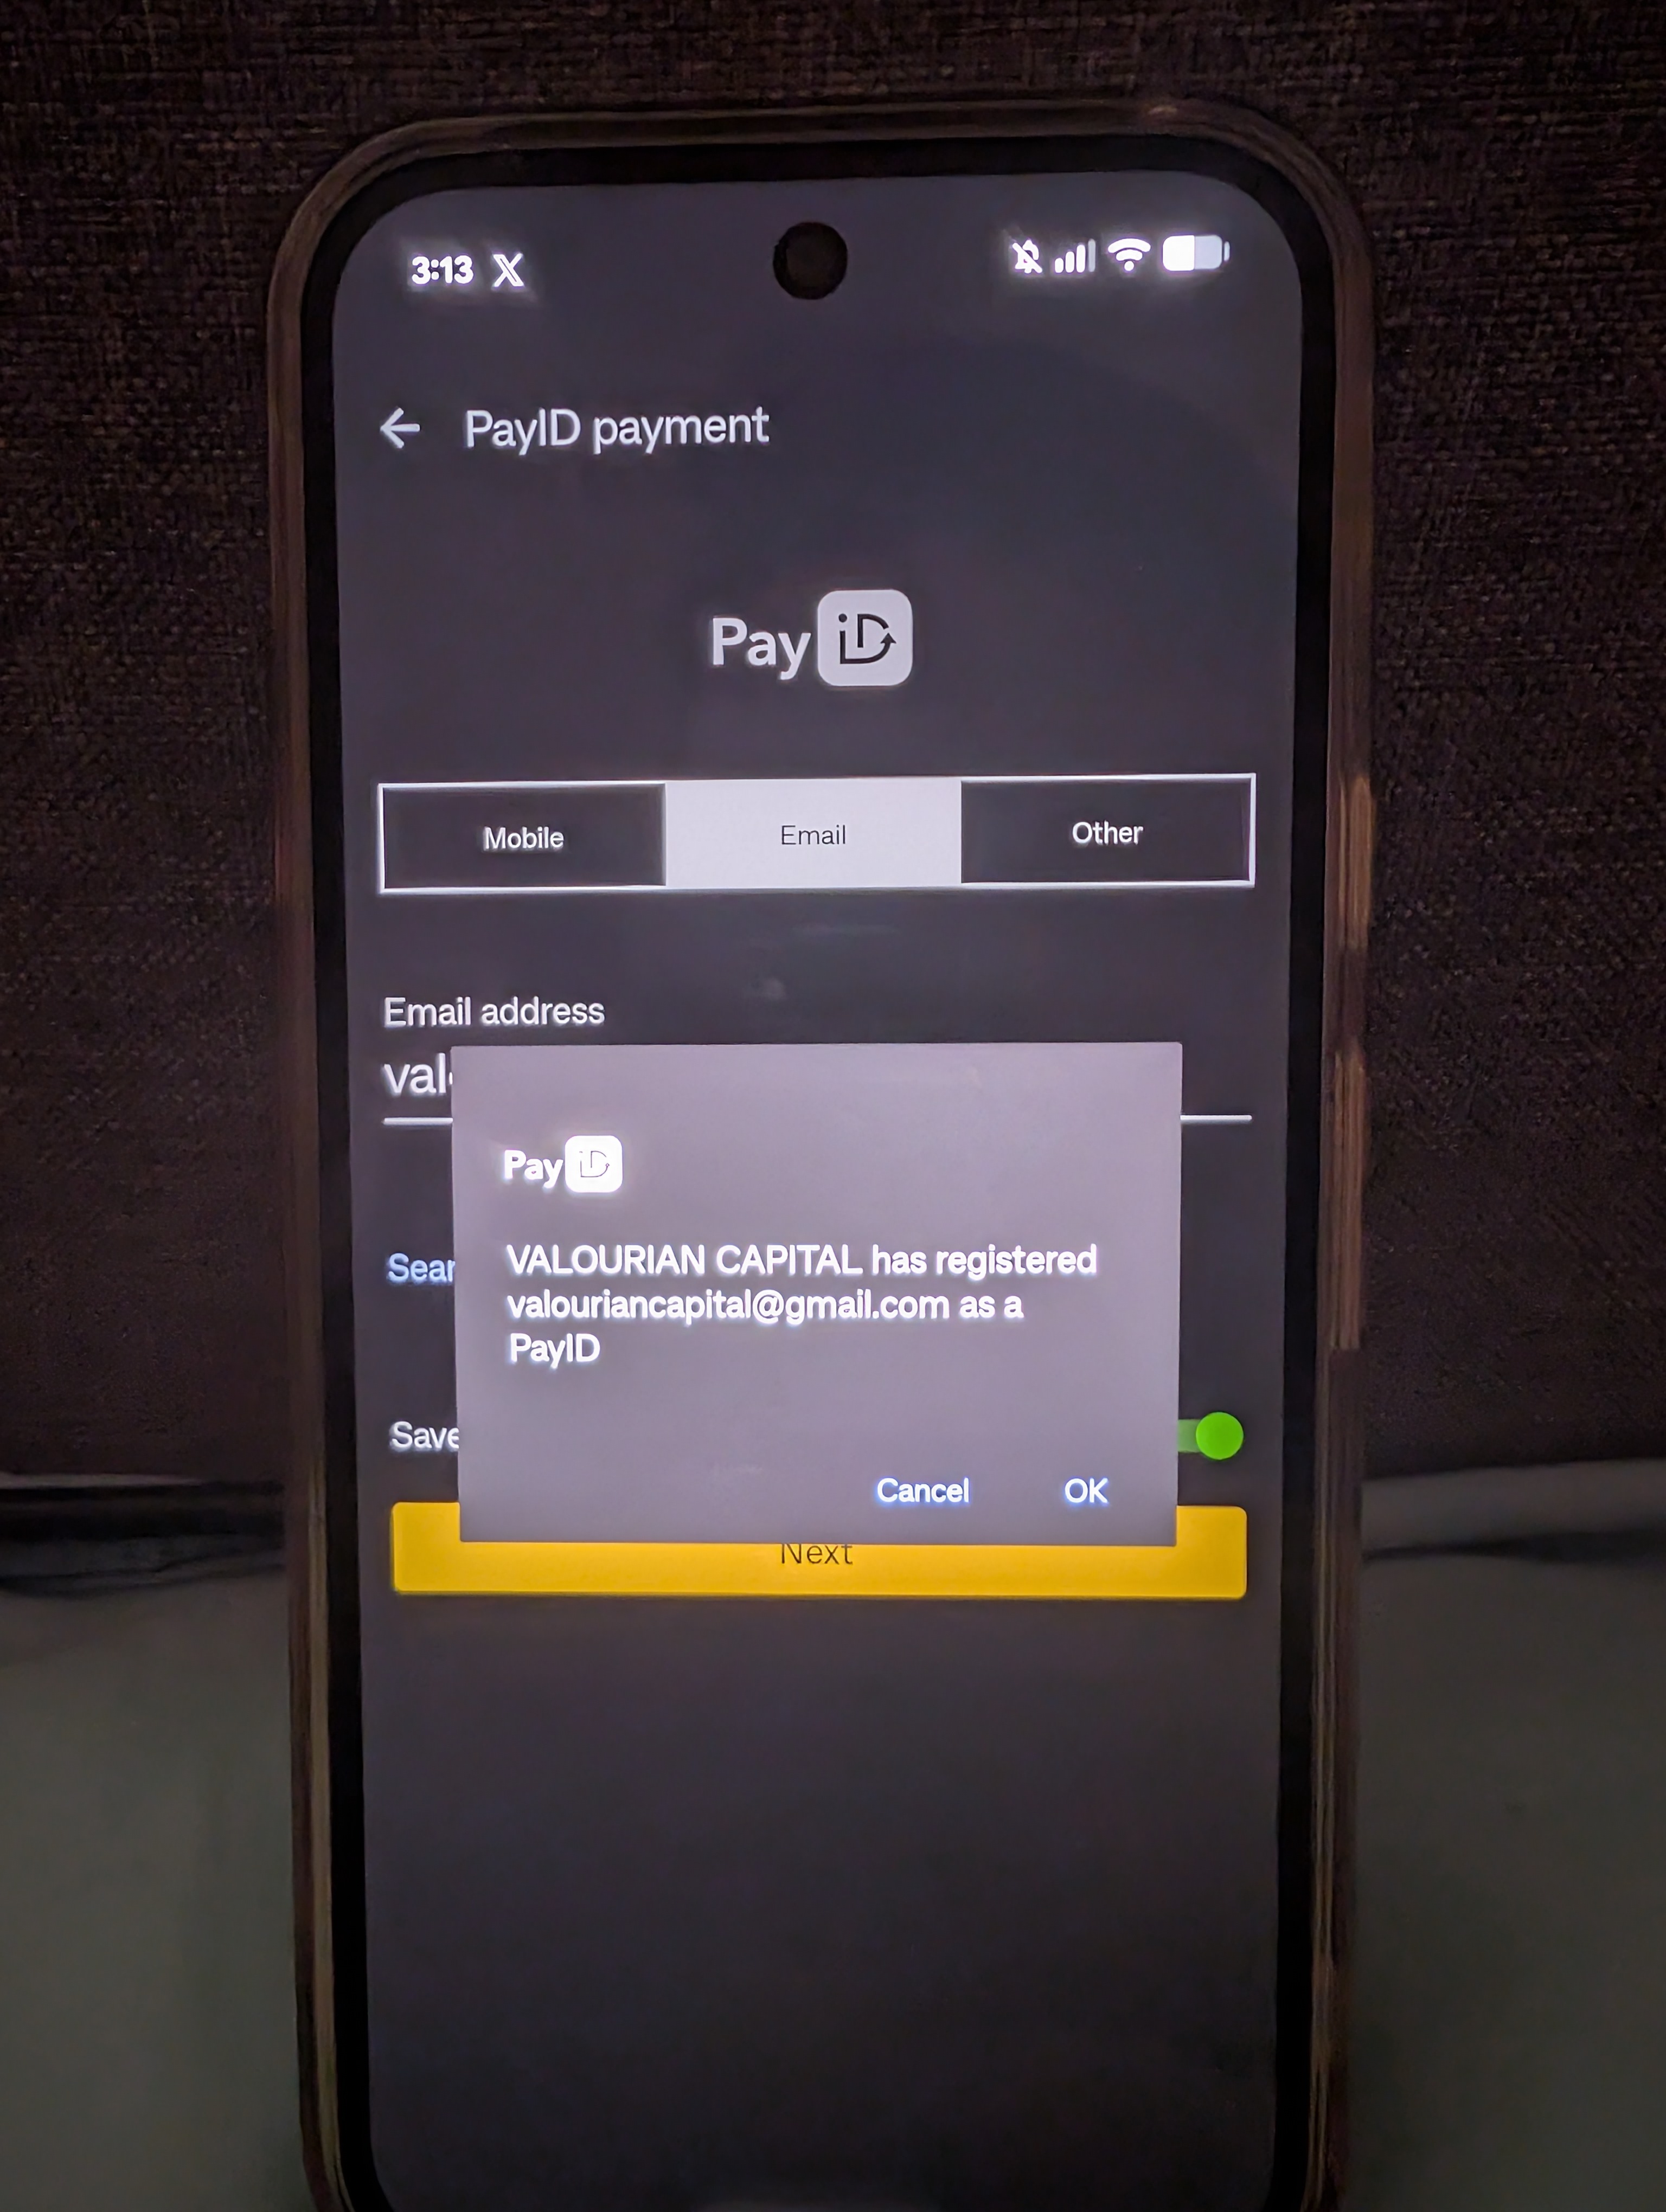 3:13 X
PayID payment
Pay iD
Mobile Email Other
Email address
val
Pay iD
VALOURIAN CAPITAL has registered
valouriancapital@gmail.com as a
PayID
Sear
Save
Cancel OK
Next